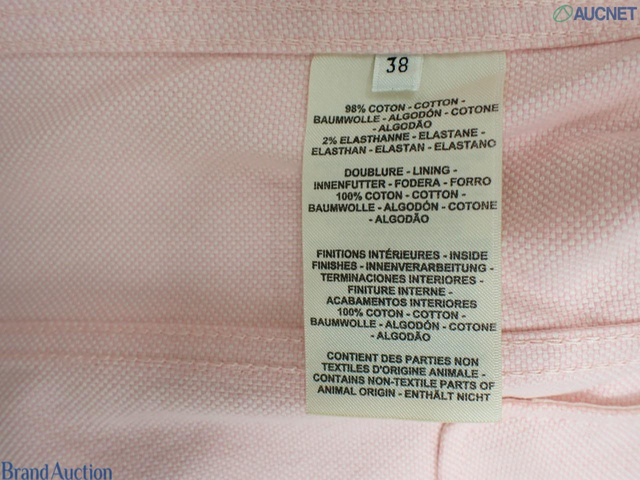 AUCNET
38
98% COTON - COTTON -
BAUMWOLLE - ALGODÓN - COTONE
- ALGODÃO
2% ELASTHANNE - ELASTANE -
ELASTHAN - ELASTAN - ELASTANO
DOUBLURE - LINING -
INNENFUTTER - FODERA - FORRO
100% COTON - COTTON -
BAUMWOLLE - ALGODÓN - COTONE
- ALGODÃO
FINITIONS INTÉRIEURES - INSIDE
FINISHES - INNENVERARBEITUNG -
TERMINACIONES INTERIORES -
FINITURE INTERNE -
ACABAMENTOS INTERIORES
100% COTON - COTTON -
BAUMWOLLE - ALGODÓN - COTONE
- ALGODÃO
CONTIENT DES PARTIES NON
TEXTILES D'ORIGINE ANIMALE -
CONTAINS NON-TEXTILE PARTS OF
ANIMAL ORIGIN - ENTHÄLT NICHT
Brand Auction